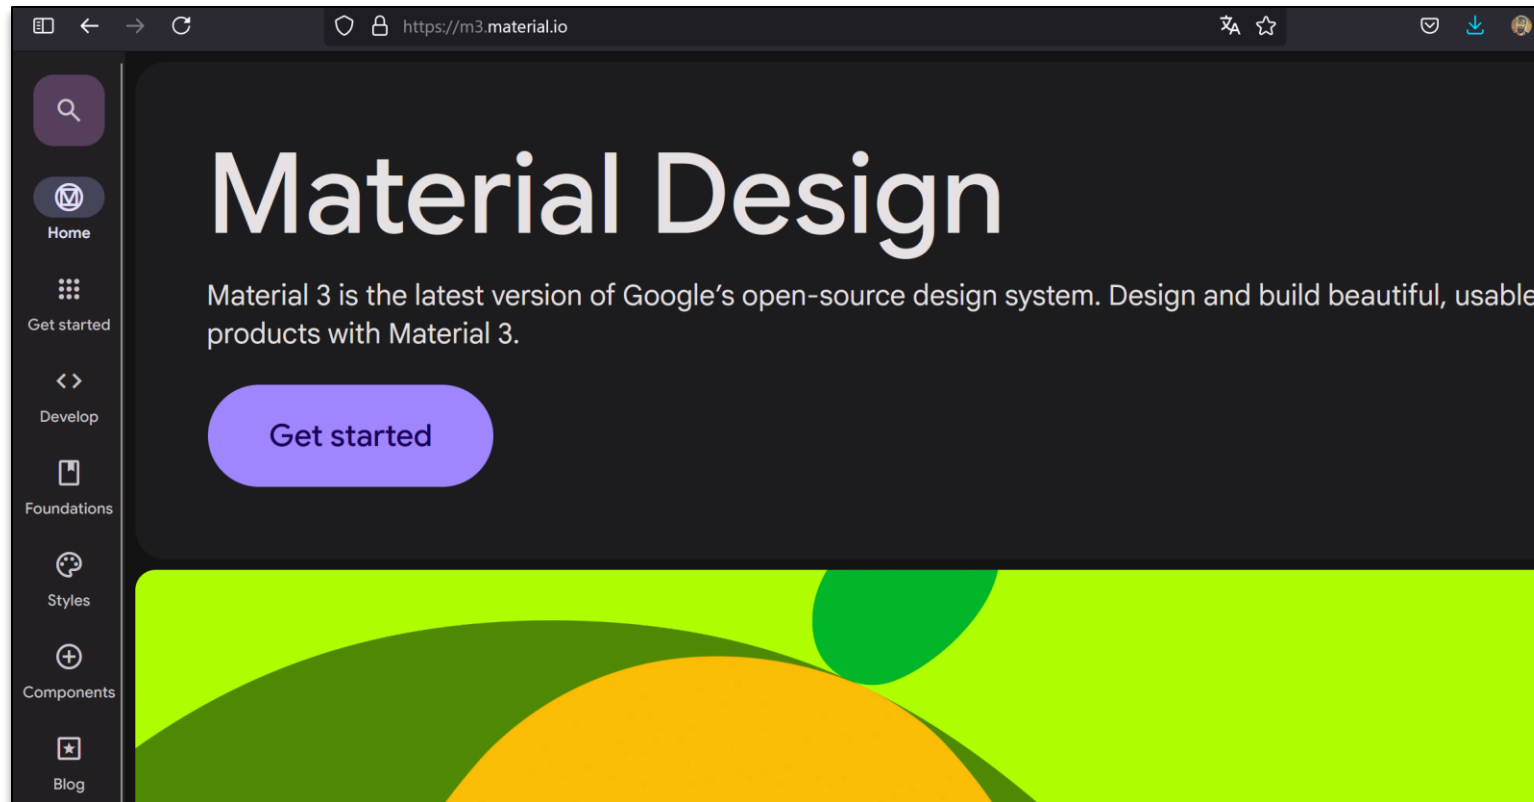 https://m3.material.io
Material Design
Material 3 is the latest version of Google’s open-source design system. Design and build beautiful, usable
products with Material 3.
Get started
Home
Get started
Develop
Foundations
Styles
Components
Blog